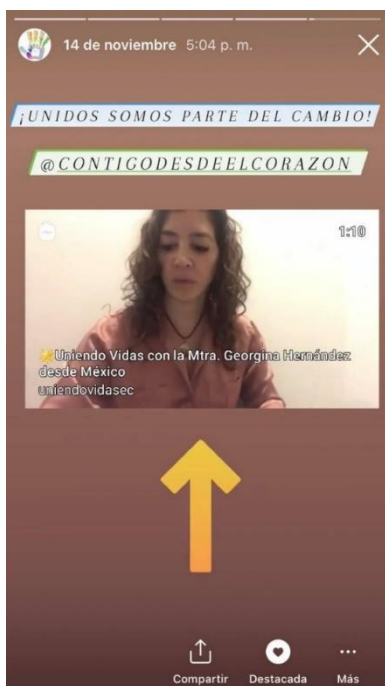 14 de noviembre 5:04 p. m.
¡UNIDOS SOMOS PARTE DEL CAMBIO!
@CONTIGODESDEELCORAZON
1:10
Uniendo Vidas con la Mtra. Georgina Hernández
desde México
uniendovidasec
Compartir Destacada Más